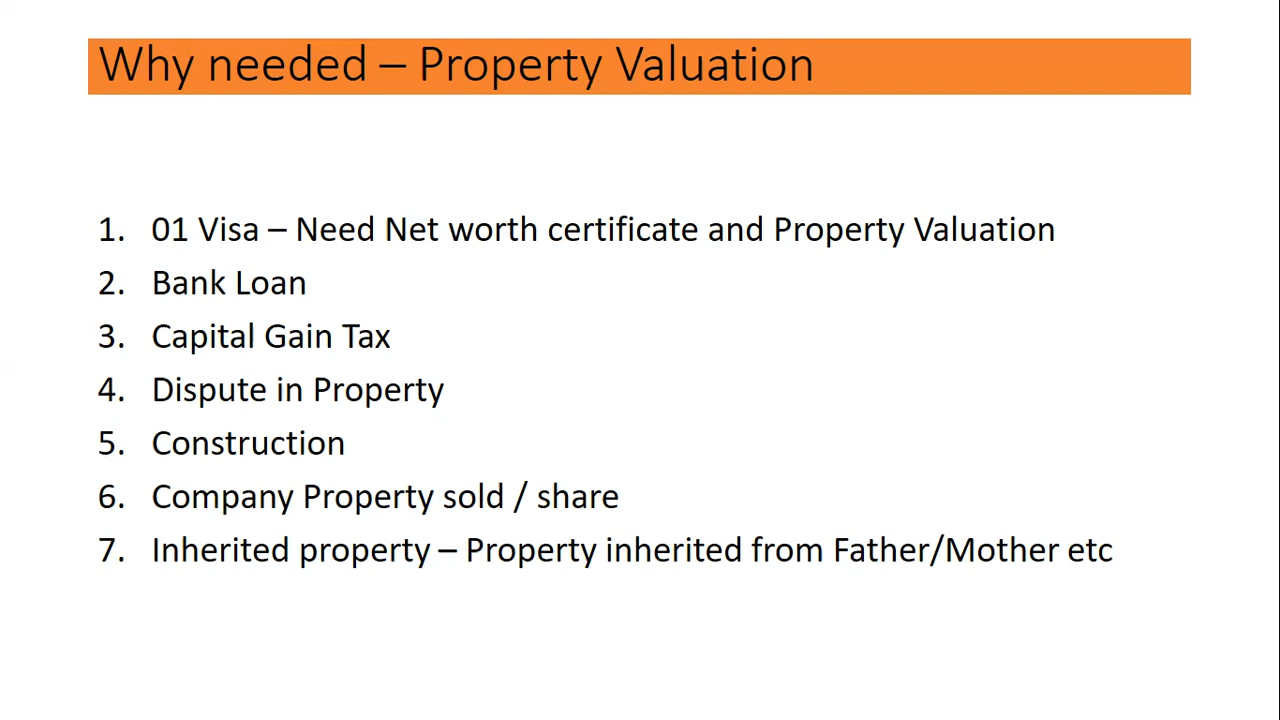 Why needed – Property Valuation
1. 01 Visa – Need Net worth certificate and Property Valuation
2. Bank Loan
3. Capital Gain Tax
4. Dispute in Property
5. Construction
6. Company Property sold / share
7. Inherited property – Property inherited from Father/Mother etc